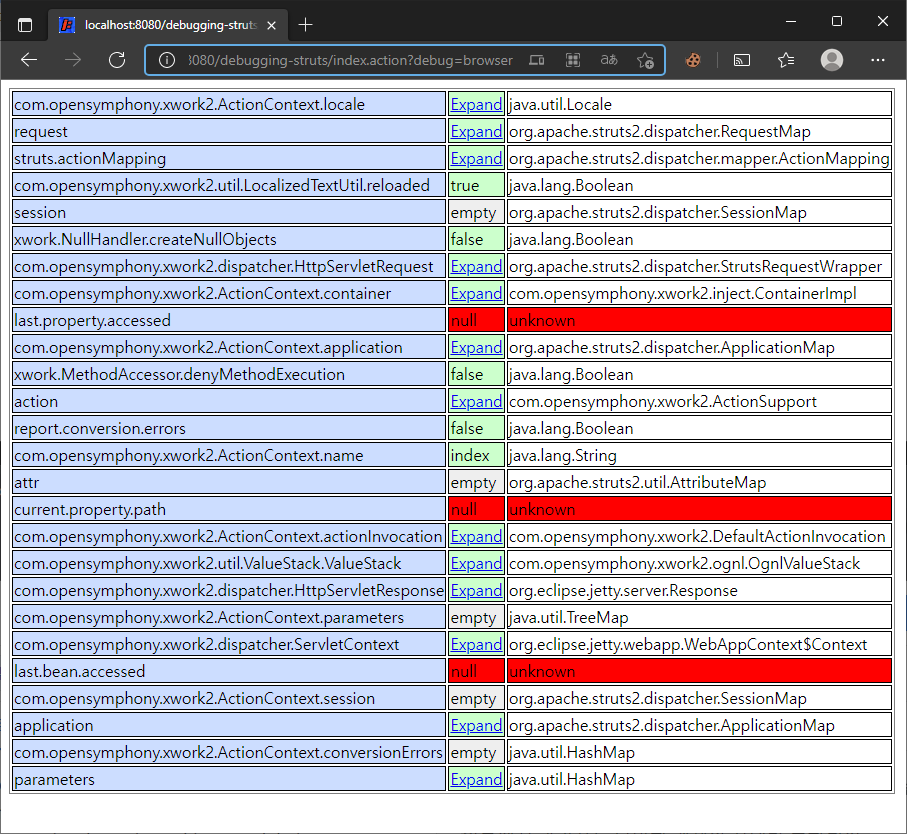 localhost:8080/debugging-struts
:8080/debugging-struts/index.action?debug=browser aあ
com.opensymphony.xwork2.ActionContext.locale Expand java.util.Locale
request Expand org.apache.struts2.dispatcher.RequestMap
struts.actionMapping Expand org.apache.struts2.dispatcher.mapper.ActionMapping
com.opensymphony.xwork2.util.LocalizedTextUtil.reloaded true java.lang.Boolean
session empty org.apache.struts2.dispatcher.SessionMap
xwork.NullHandler.createNullObjects false java.lang.Boolean
com.opensymphony.xwork2.dispatcher.HttpServletRequest Expand org.apache.struts2.dispatcher.StrutsRequestWrapper
com.opensymphony.xwork2.ActionContext.container Expand com.opensymphony.xwork2.inject.ContainerImpl
last.property.accessed null unknown
com.opensymphony.xwork2.ActionContext.application Expand org.apache.struts2.dispatcher.ApplicationMap
xwork.MethodAccessor.denyMethodExecution false java.lang.Boolean
action Expand com.opensymphony.xwork2.ActionSupport
report.conversion.errors false java.lang.Boolean
com.opensymphony.xwork2.ActionContext.name index java.lang.String
attr empty org.apache.struts2.util.AttributeMap
current.property.path null unknown
com.opensymphony.xwork2.ActionContext.actionInvocation Expand com.opensymphony.xwork2.DefaultActionInvocation
com.opensymphony.xwork2.util.ValueStack.ValueStack Expand com.opensymphony.xwork2.ognl.OgnlValueStack
com.opensymphony.xwork2.dispatcher.HttpServletResponse Expand org.eclipse.jetty.server.Response
com.opensymphony.xwork2.ActionContext.parameters empty java.util.TreeMap
com.opensymphony.xwork2.dispatcher.ServletContext Expand org.eclipse.jetty.webapp.WebAppContext$Context
last.bean.accessed null unknown
com.opensymphony.xwork2.ActionContext.session empty org.apache.struts2.dispatcher.SessionMap
application Expand org.apache.struts2.dispatcher.ApplicationMap
com.opensymphony.xwork2.ActionContext.conversionErrors empty java.util.HashMap
parameters Expand java.util.HashMap